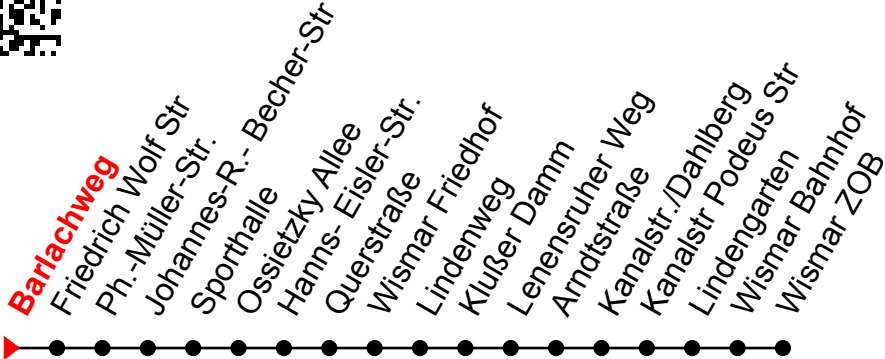 Barlachweg
Friedrich Wolf Str
Ph.-Müller-Str.
Johannes-R.- Becher-Str
Sporthalle
Ossietzky Allee
Hanns- Eisler-Str.
Querstraße
Wismar Friedhof
Lindenweg
Klußer Damm
Lenensruher Weg
Arndtstraße
Kanalstr./Dahlberg
Kanalstr Podeus Str
Lindengarten
Wismar Bahnhof
Wismar ZOB